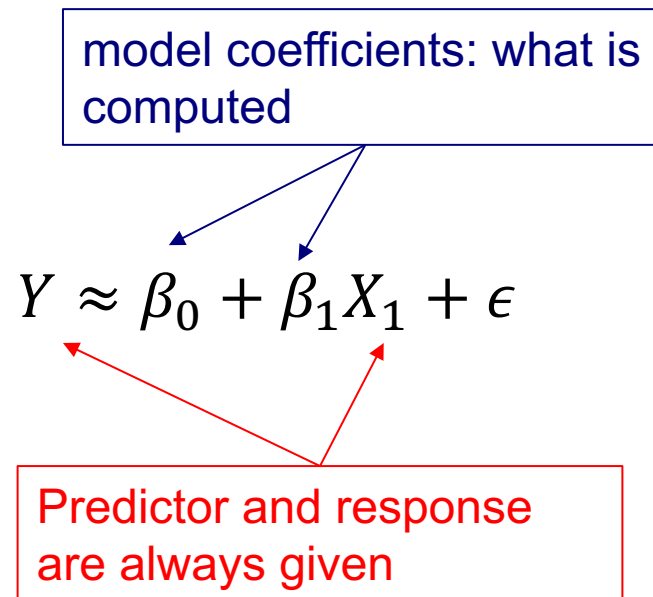 model coefficients: what is
computed
Y ≈ β₀ + β₁X₁ + ϵ
Predictor and response
are always given